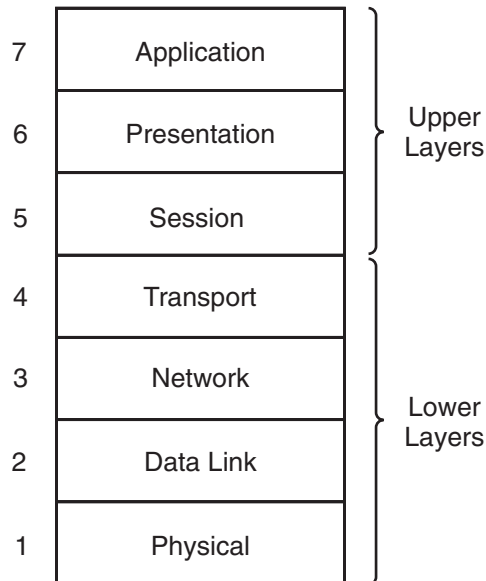 7 Application
6 Presentation
5 Session
Upper
Layers
4 Transport
3 Network
2 Data Link
1 Physical
Lower
Layers